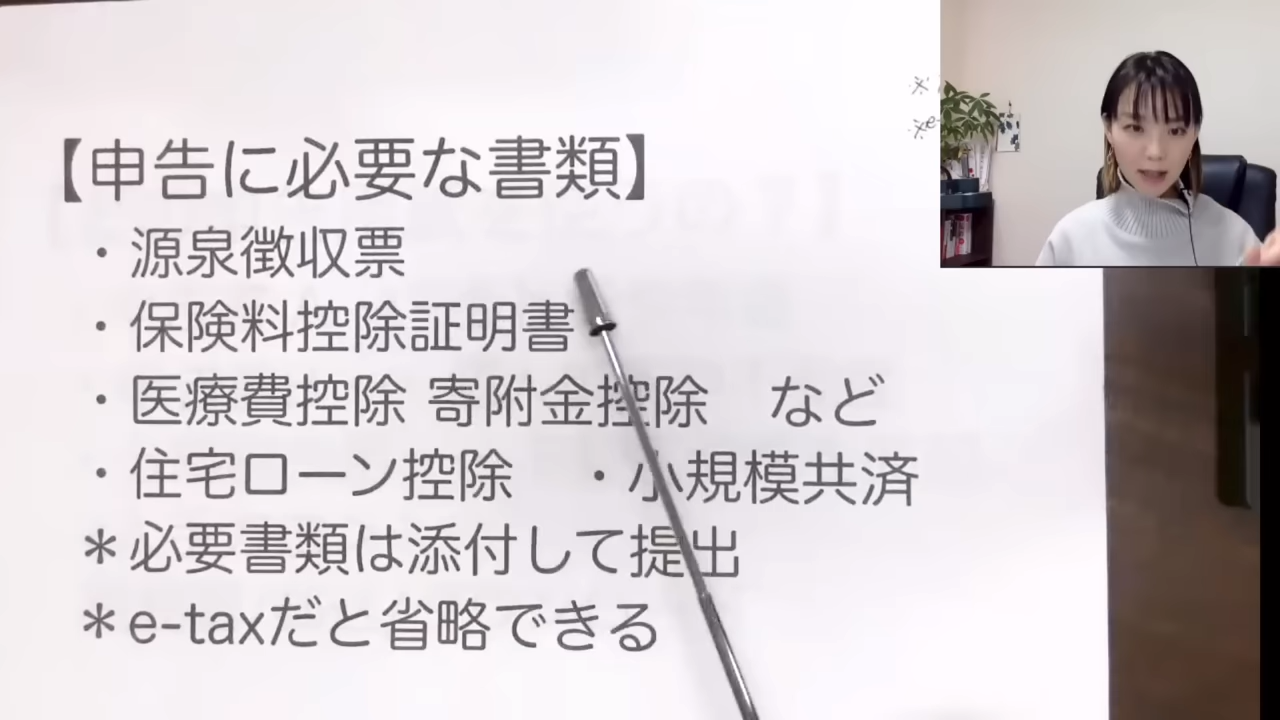 【申告に必要な書類】
・源泉徴収票
・保険料控除証明書
・医療費控除 寄附金控除　など
・住宅ローン控除　・小規模共済
＊必要書類は添付して提出
＊e-taxだと省略できる